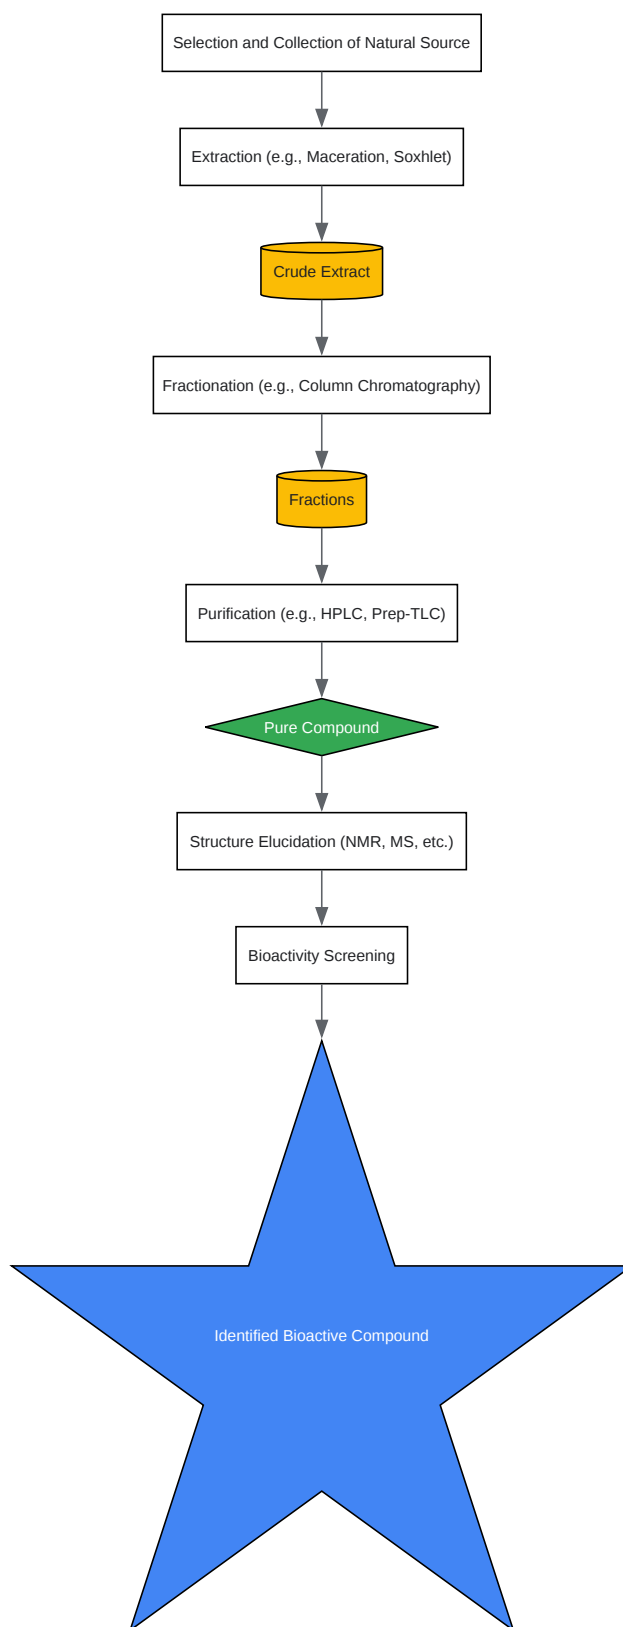 Selection and Collection of Natural Source
Extraction (e.g., Maceration, Soxhlet)
Crude Extract
Fractionation (e.g., Column Chromatography)
Fractions
Purification (e.g., HPLC, Prep-TLC)
Pure Compound
Structure Elucidation (NMR, MS, etc.)
Bioactivity Screening
Identified Bioactive Compound